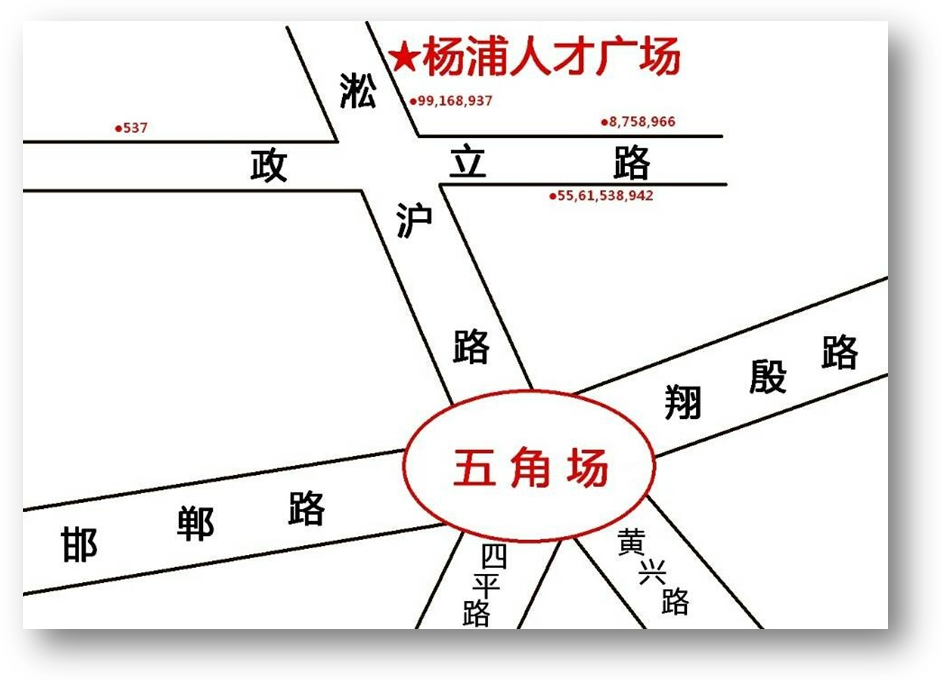 ★杨浦人才广场
●99,168,937
●537
●8,758,966
淞沪路
政立路
●55,61,538,942
翔殷路
五角场
邯郸路
四平路
黄兴路